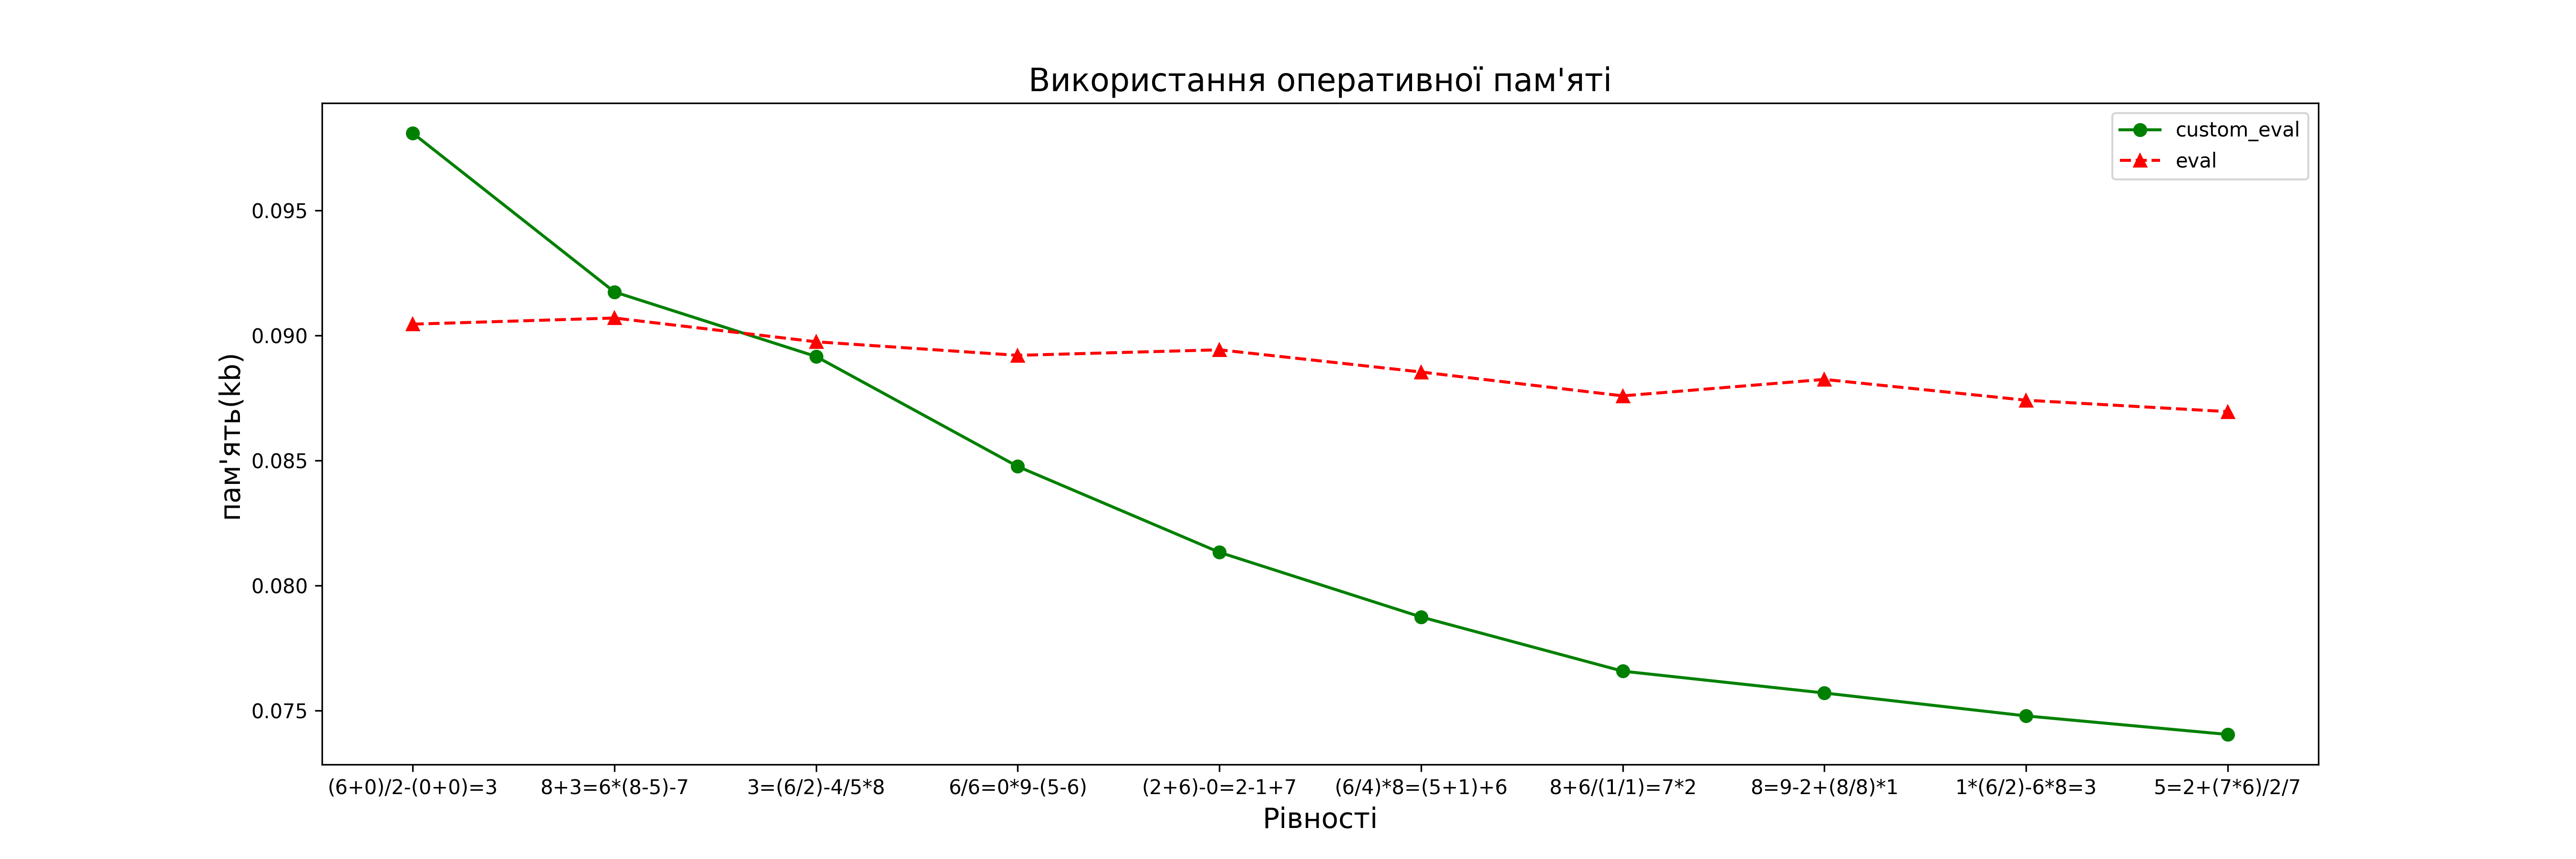 Використання оперативної пам'яті
custom_eval
eval
0.095
0.090
0.085
0.080
0.075
пам'ять(kb)
(6+0)/2-(0+0)=3 8+3=6*(8-5)-7 3=(6/2)-4/5*8 6/6=0*9-(5-6) (2+6)-0=2-1+7 (6/4)*8=(5+1)+6 8+6/(1/1)=7*2 8=9-2+(8/8)*1 1*(6/2)-6*8=3 5=2+(7*6)/2/7
Рівності